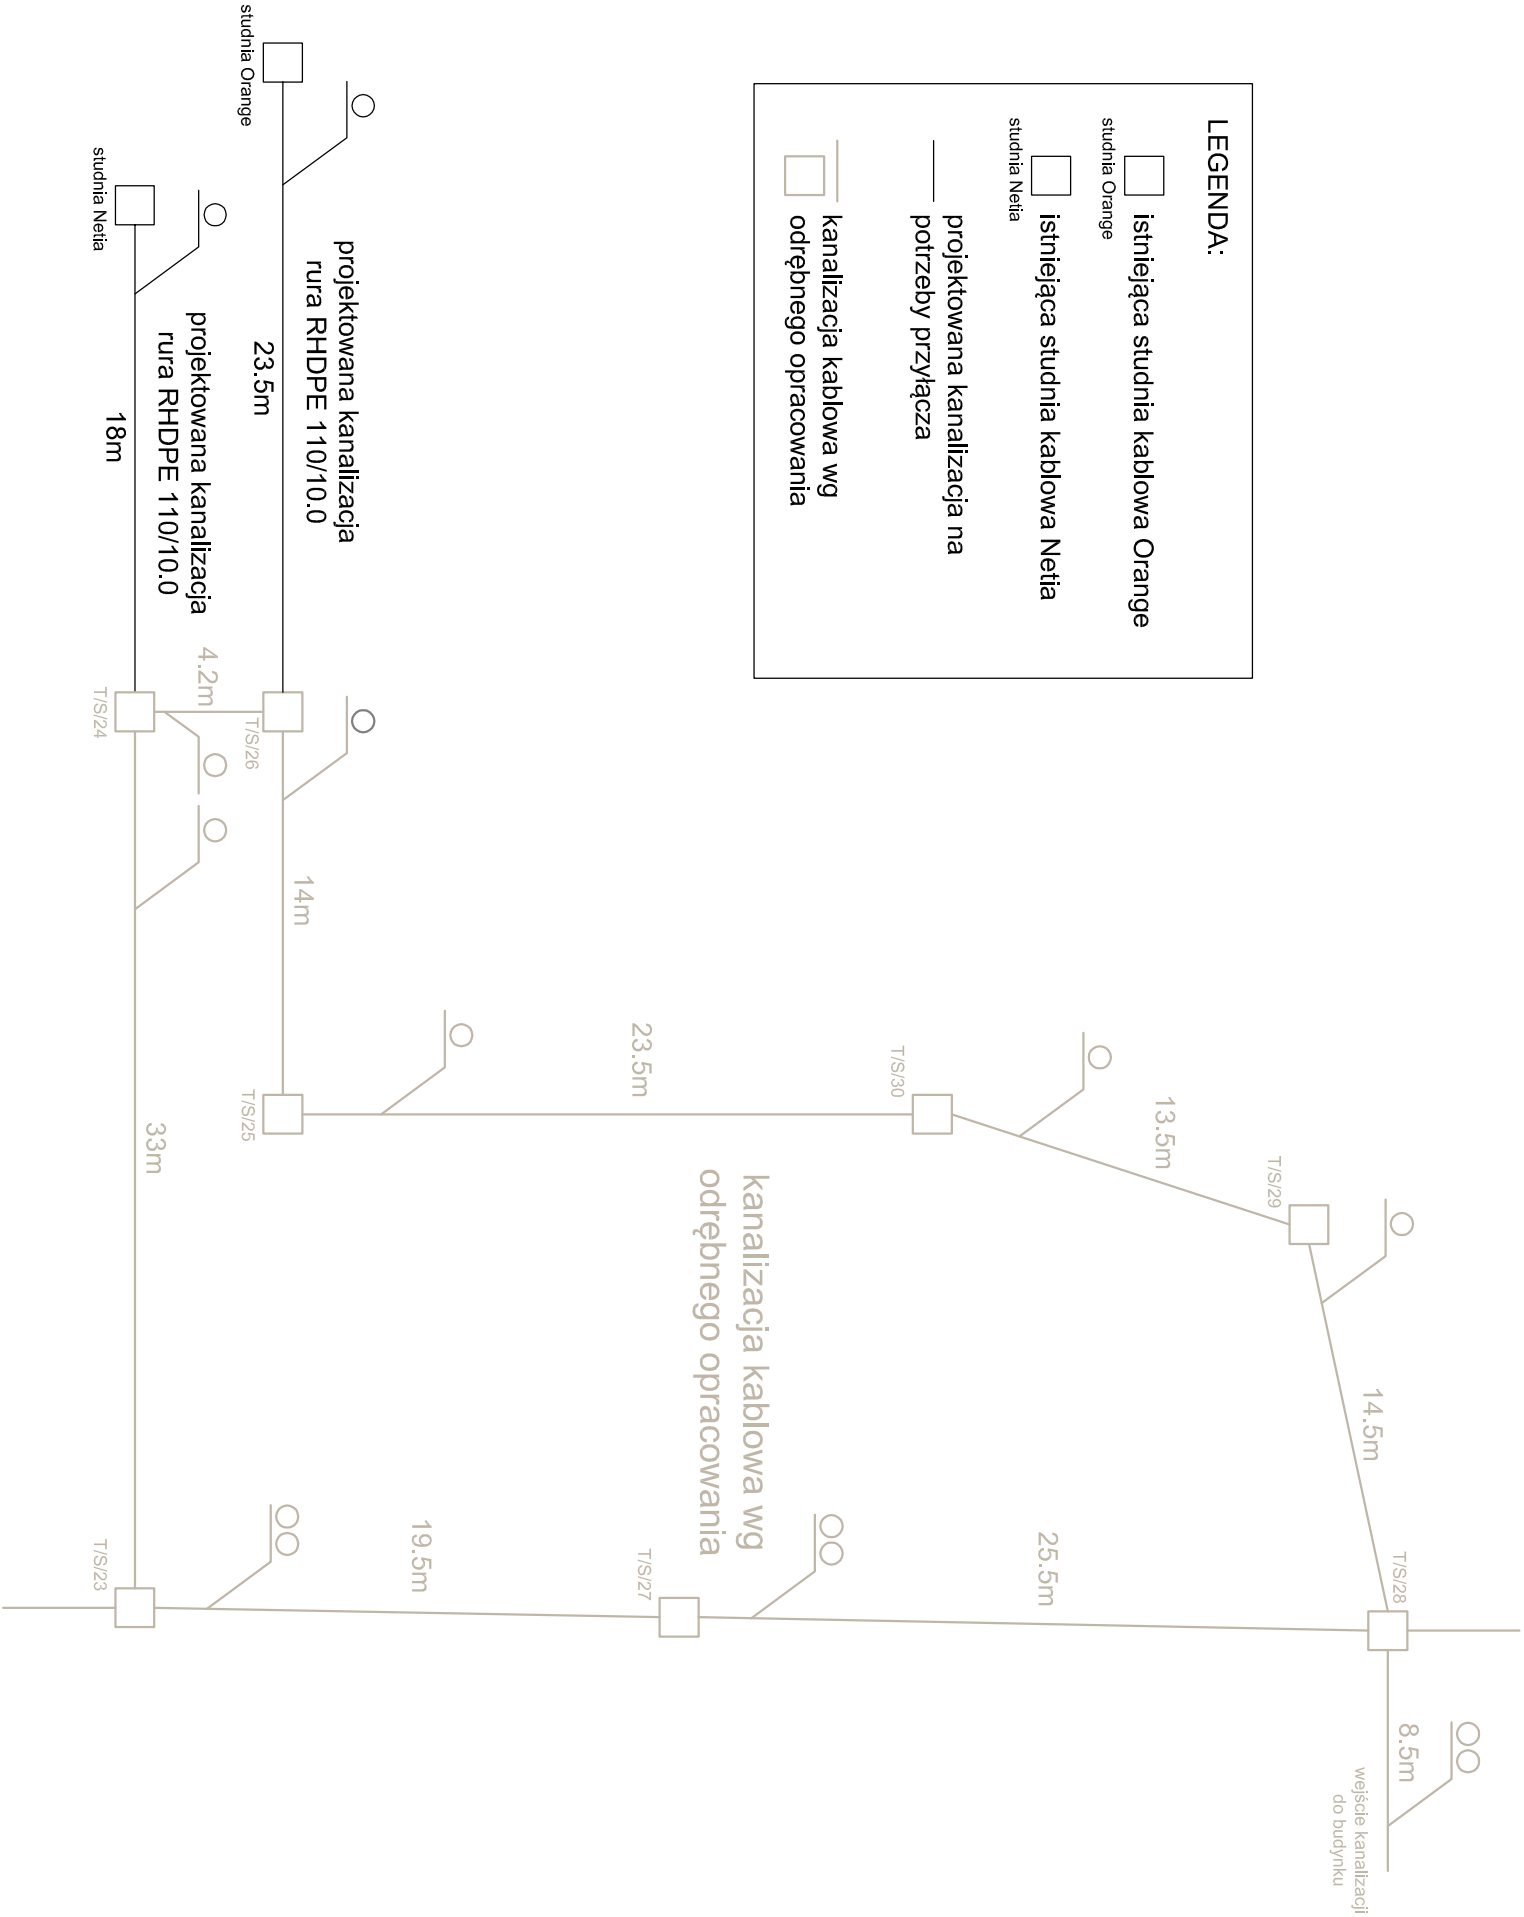 LEGENDA:
studnia Orange
istniejąca studnia kablowa Orange
studnia Netia
istniejąca studnia kablowa Netia
projektowana kanalizacja na
potrzeby przyłącza
kanalizacja kablowa wg
odrębnego opracowania
studnia Orange
projektowana kanalizacja
rura RHDPE 110/10.0
23.5m
studnia Netia
projektowana kanalizacja
rura RHDPE 110/10.0
18m
4.2m
T/S/24
T/S/26
14m
33m
T/S/25
23.5m
T/S/30
13.5m
T/S/29
14.5m
kanalizacja kablowa wg
odrębnego opracowania
T/S/23
19.5m
T/S/27
25.5m
T/S/28
8.5m
wejście kanalizacji
do budynku